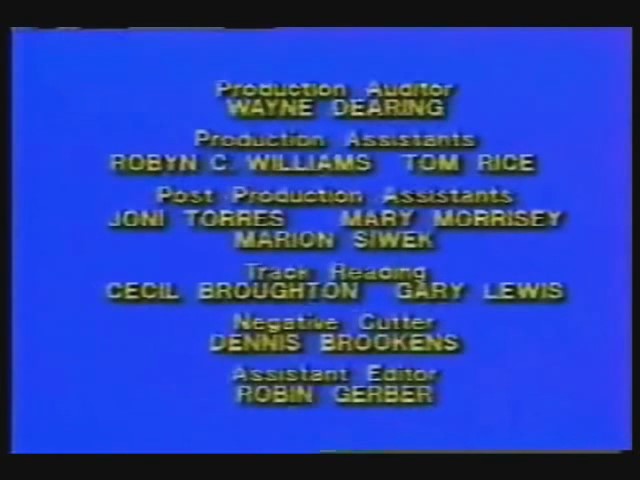 Production Auditor
WAYNE DEARING
Production Assistants
ROBYN C. WILLIAMS TOM RICE
Post Production Assistants
JONI TORRES MARY MORRISEY
MARION SIWEK
Track Reading
CECIL BROUGHTON GARY LEWIS
Negative Cutter
DENNIS BROOKENS
Assistant Editor
ROBIN GERBER